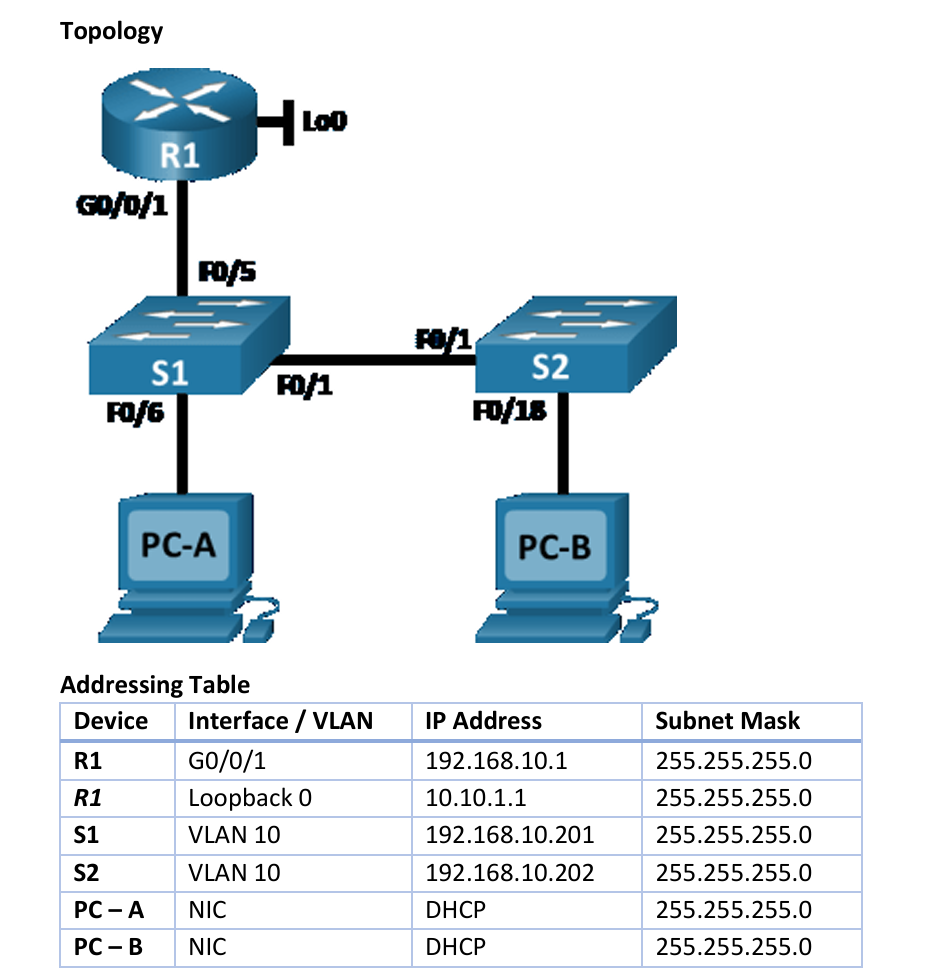 Topology
Lo0
R1
G0/0/1
F0/5
F0/1
S1
S2
F0/1
F0/6
F0/18
PC-A
PC-B
Addressing Table
Device Interface / VLAN IP Address Subnet Mask
R1 G0/0/1 192.168.10.1 255.255.255.0
R1 Loopback 0 10.10.1.1 255.255.255.0
S1 VLAN 10 192.168.10.201 255.255.255.0
S2 VLAN 10 192.168.10.202 255.255.255.0
PC – A NIC DHCP 255.255.255.0
PC – B NIC DHCP 255.255.255.0